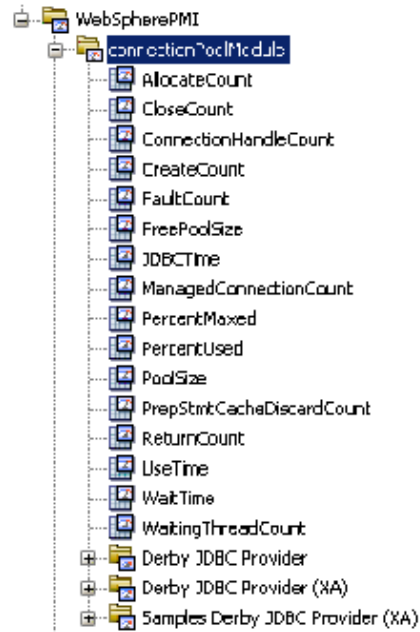 WebSpherePMI
connectionPoolModule
AllocateCount
CloseCount
ConnectionHandleCount
CreateCount
FaultCount
FreePoolSize
JDBCTime
ManagedConnectionCount
PercentMaxed
PercentUsed
PoolSize
PrepStmtCacheDiscardCount
ReturnCount
UseTime
WaitTime
WaitingThreadCount
Derby JDBC Provider
Derby JDBC Provider (XA)
Samples Derby JDBC Provider (XA)